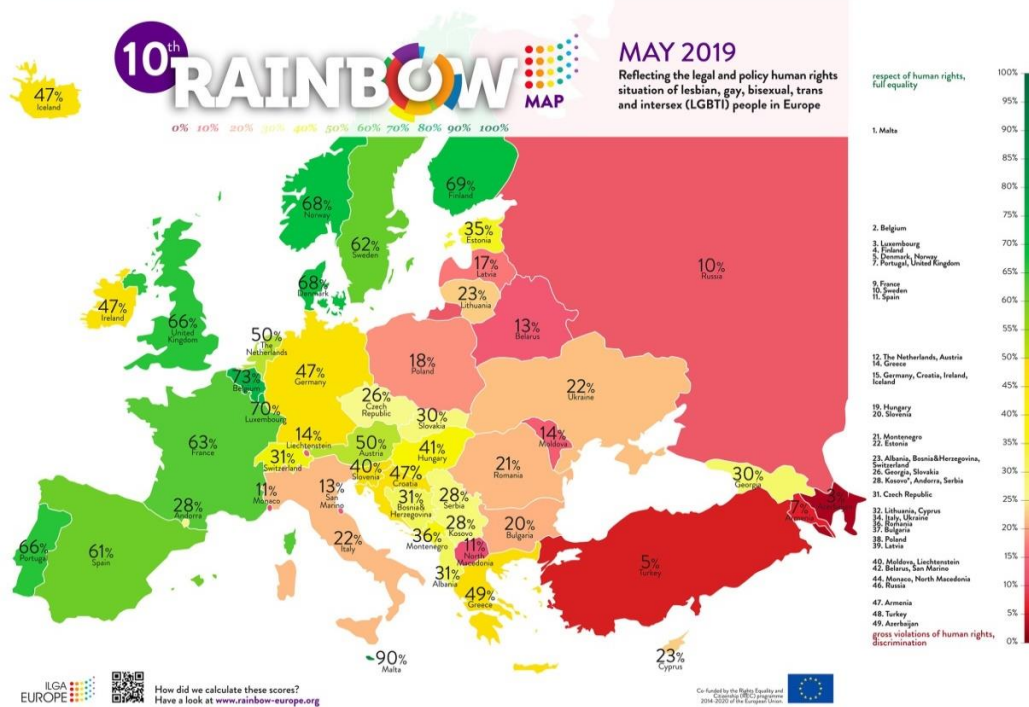 10th
RAINBOW
MAP
0% 10% 20% 30% 40% 50% 60% 70% 80% 90% 100%
MAY 2019
Reflecting the legal and policy human rights
situation of lesbian, gay, bisexual, trans
and intersex (LGBTI) people in Europe
47%
Iceland
68%
Norway
69%
Finland
62%
Sweden
35%
Estonia
17%
Latvia
23%
Lithuania
10%
Russia
68%
Denmark
47%
Ireland
66%
United
Kingdom
50%
The
Netherlands
73%
Belgium
70%
Luxembourg
47%
Germany
18%
Poland
13%
Belarus
22%
Ukraine
26%
Czech
Republic
30%
Slovakia
14%
Liechtenstein
50%
Austria
41%
Hungary
14%
Moldova
63%
France
31%
Switzerland
40%
Slovenia
47%
Croatia
21%
Romania
30%
Georgia
3%
7%
11%
Monaco
13%
San
Marino
31%
Bosnia&
Herzegovina
28%
Serbia
28%
Andorra
28%
Kosovo
20%
Bulgaria
66%
Portugal
61%
Spain
22%
Italy
36%
Montenegro
11%
North
Macedonia
5%
Turkey
31%
Albania
49%
Greece
90%
Malta
23%
Cyprus
respect of human rights,
full equality
1. Malta
2. Belgium
3. Luxembourg
4. Finland
5. Denmark, Norway
7. Portugal, United Kingdom
9. France
10. Sweden
11. Spain
12. The Netherlands, Austria
14. Greece
15. Germany, Croatia, Ireland,
Iceland
19. Hungary
20. Slovenia
21. Montenegro
22. Estonia
23. Albania, Bosnia&Herzegovina,
Switzerland
26. Georgia, Slovakia
28. Kosovo*, Andorra, Serbia
31. Czech Republic
32. Lithuania, Cyprus
34. Italy, Ukraine
36. Romania
37. Bulgaria
38. Poland
39. Latvia
40. Moldova, Liechtenstein
42. Belarus, San Marino
44. Monaco, North Macedonia
46. Russia
47. Armenia
48. Turkey
49. Azerbaijan
gross violations of human rights,
discrimination
100%
95%
90%
85%
80%
75%
70%
65%
60%
55%
50%
45%
40%
35%
30%
25%
20%
15%
10%
5%
0%
ILGA
EUROPE
How did we calculate these scores?
Have a look at www.rainbow-europe.org
Co-funded by the Rights Equality and
Citizenship (REC) programme
2014-2020 of the European Union